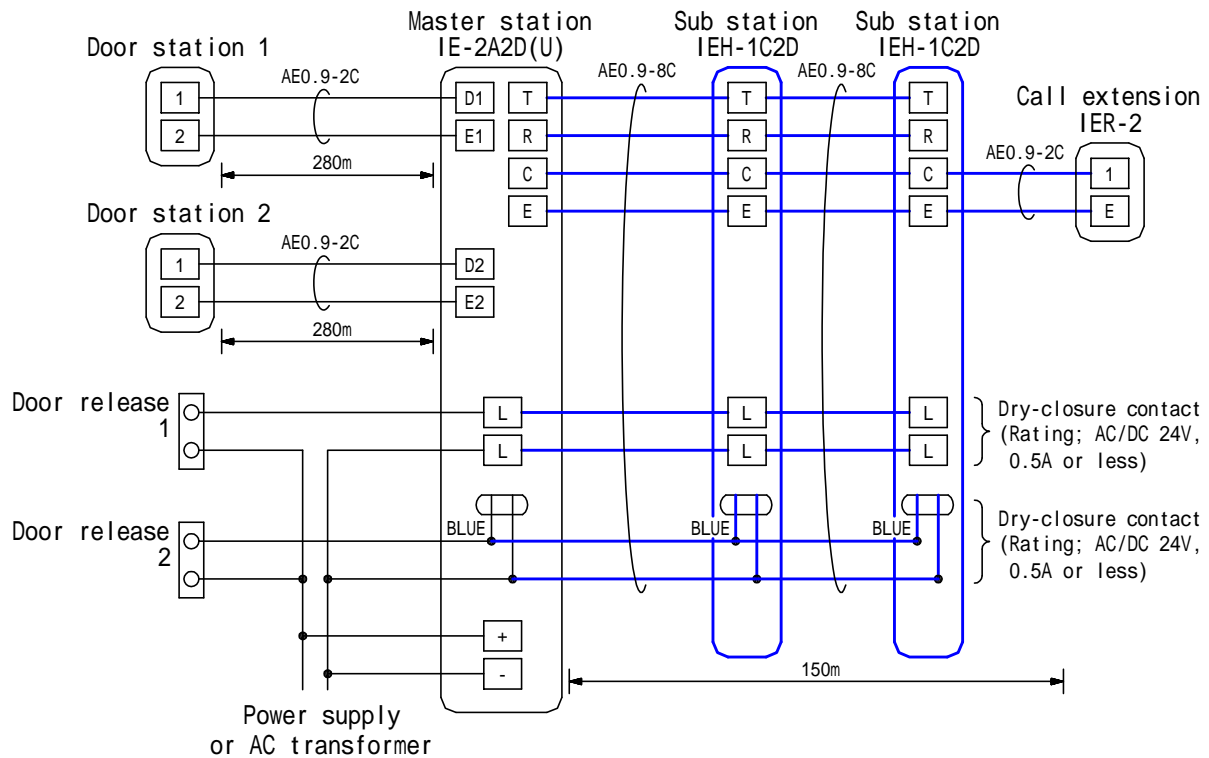 Master station
IE-2A2D(U)
Sub station
IEH-1C2D
Sub station
IEH-1C2D
Door station 1
AE0.9-2C
AE0.9-8C
AE0.9-8C
Call extension
IER-2
1
2
D1
E1
T
R
C
E
T
R
C
E
T
R
C
E
AE0.9-2C
1
E
280m
Door station 2
AE0.9-2C
1
2
D2
E2
280m
Door release
1
L
L
L
L
L
L
Dry-closure contact
(Rating; AC/DC 24V,
0.5A or less)
Door release
2
BLUE
BLUE
BLUE
Dry-closure contact
(Rating; AC/DC 24V,
0.5A or less)
+
-
150m
Power supply
or AC transformer